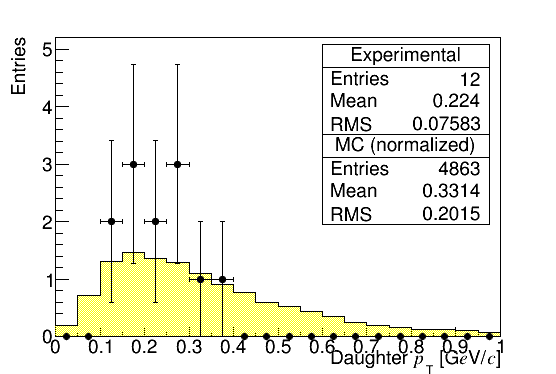 Entries
5
4
3
2
1
0
Experimental
Entries 12
Mean 0.224
RMS 0.07583
MC (normalized)
Entries 4863
Mean 0.3314
RMS 0.2015
0 0.1 0.2 0.3 0.4 0.5 0.6 0.7 0.8 0.9 1
Daughter p_T [GeV/c]